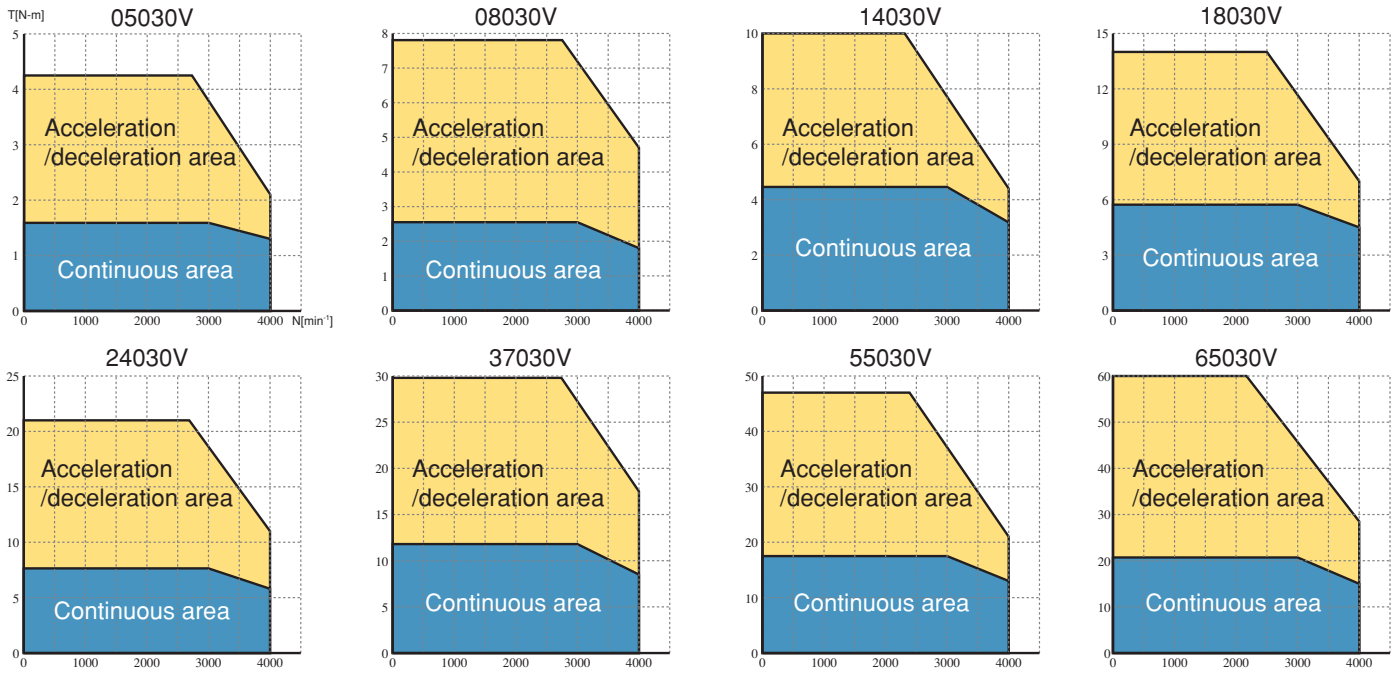 T[N-m]
05030V
5
4
3
2
1
0
Acceleration
/deceleration area
Continuous area
0 1000 2000 3000 4000 N[min-1]
08030V
8
7
6
5
4
3
2
1
0
Acceleration
/deceleration area
Continuous area
0 1000 2000 3000 4000
14030V
10
8
6
4
2
0
Acceleration
/deceleration area
Continuous area
0 1000 2000 3000 4000
18030V
15
12
9
6
3
0
Acceleration
/deceleration area
Continuous area
0 1000 2000 3000 4000
24030V
25
20
15
10
5
0
Acceleration
/deceleration area
Continuous area
0 1000 2000 3000 4000
37030V
30
25
20
15
10
5
0
Acceleration
/deceleration area
Continuous area
0 1000 2000 3000 4000
55030V
50
40
30
20
10
0
Acceleration
/deceleration area
Continuous area
0 1000 2000 3000 4000
65030V
60
50
40
30
20
10
0
Acceleration
/deceleration area
Continuous area
0 1000 2000 3000 4000